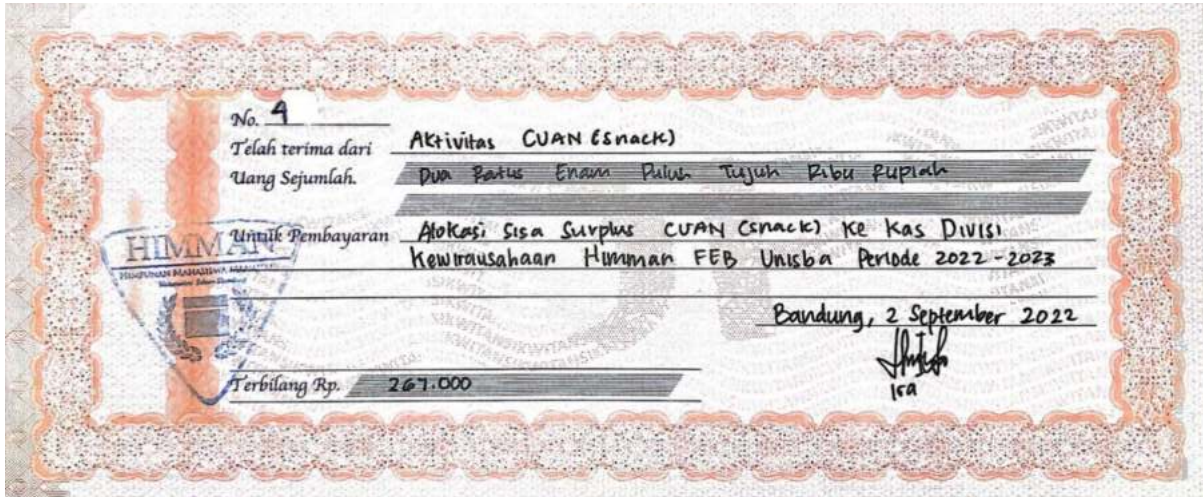 No. 4
Telah terima dari Aktivitas CUAN (snack)
Uang Sejumlah. Dua Ratus Enam Puluh Tujuh Ribu Rupiah
Untuk Pembayaran Alokasi Sisa Surplus CUAN (snack) Ke Kas Divisi
Kewirausahaan Himman FEB Unisba Periode 2022-2023
HIMMAN
HIMPUNAN MAHASISWA
Bandung, 2 September 2022
Isa
Terbilang Rp. 267.000